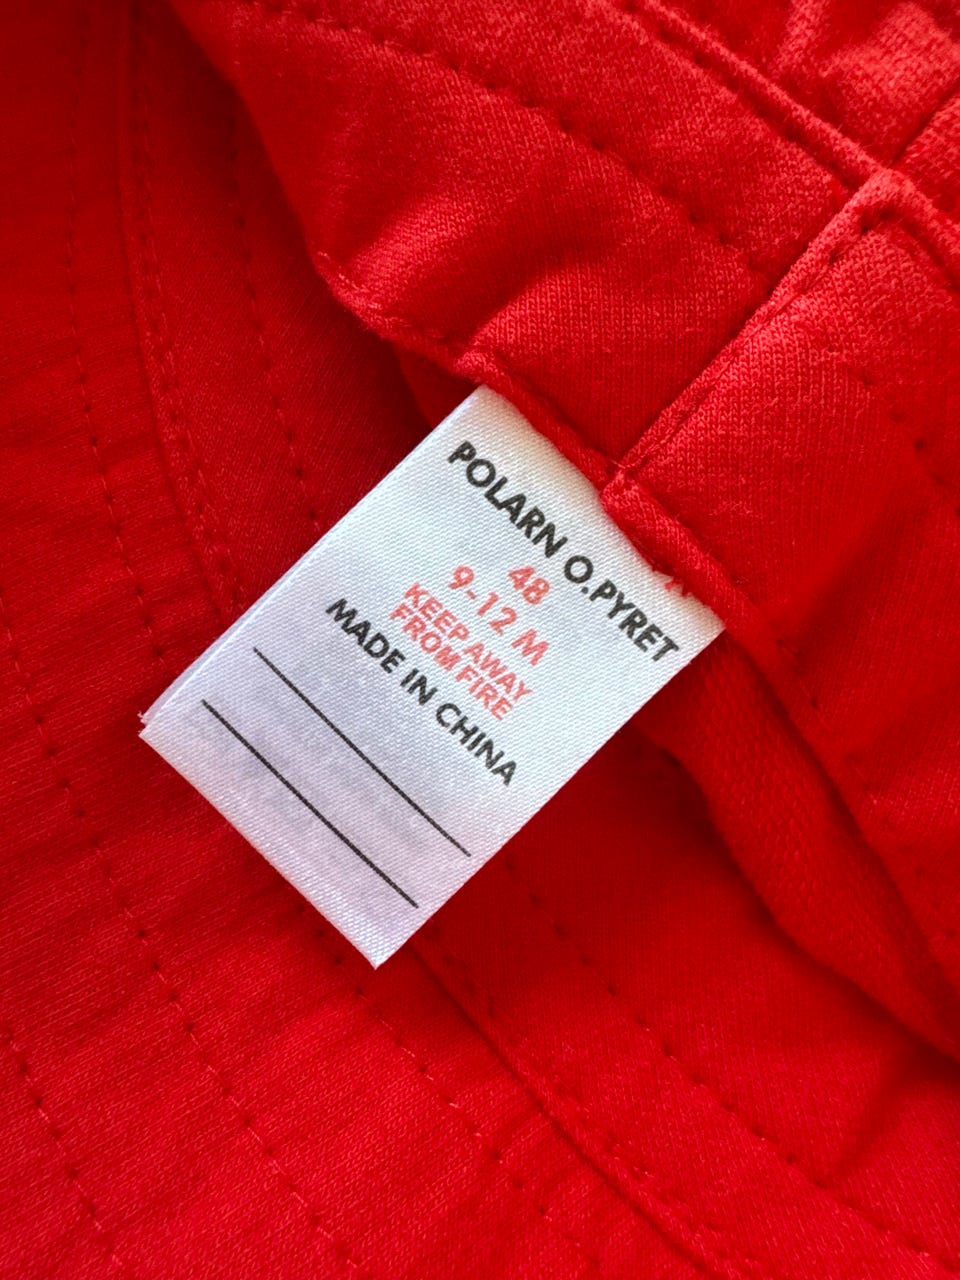 POLARN O.PYRET
48
9-12 M
KEEP AWAY
FROM FIRE
MADE IN CHINA